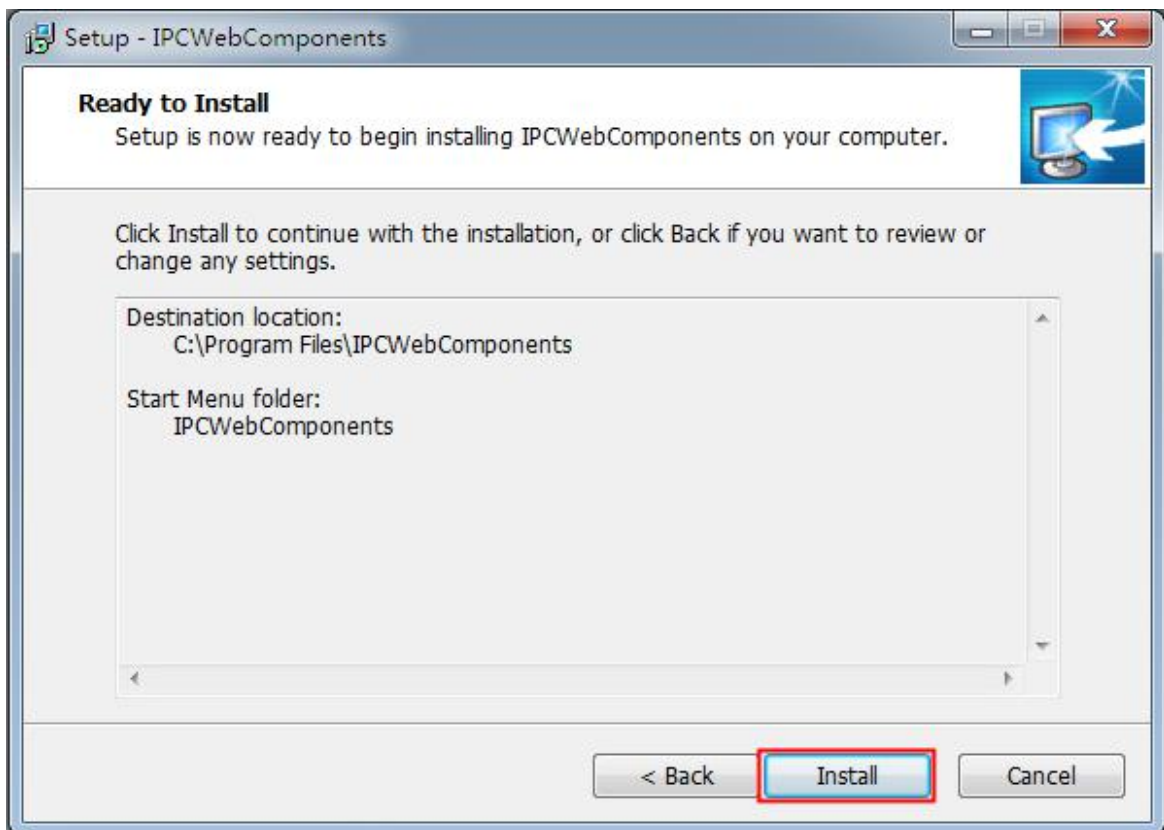 Setup - IPCWebComponents
Ready to Install
Setup is now ready to begin installing IPCWebComponents on your computer.
Click Install to continue with the installation, or click Back if you want to review or
change any settings.
Destination location:
C:\Program Files\IPCWebComponents
Start Menu folder:
IPCWebComponents
< Back
Install
Cancel